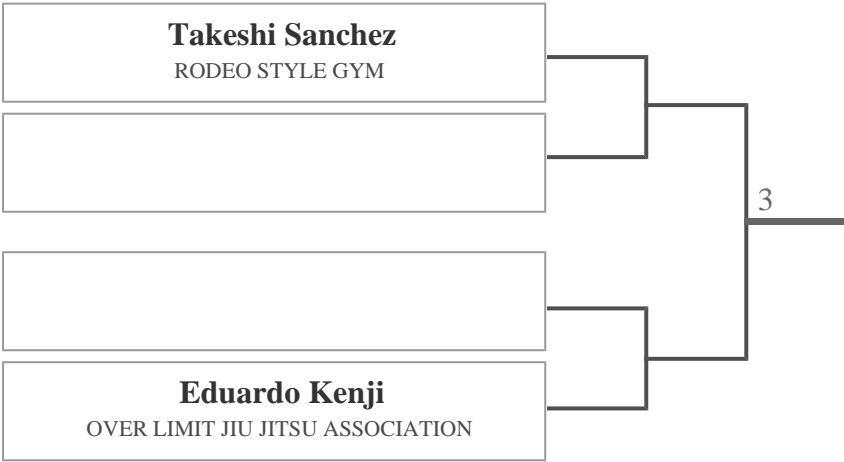 Takeshi Sanchez
RODEO STYLE GYM
3
Eduardo Kenji
OVER LIMIT JIU JITSU ASSOCIATION